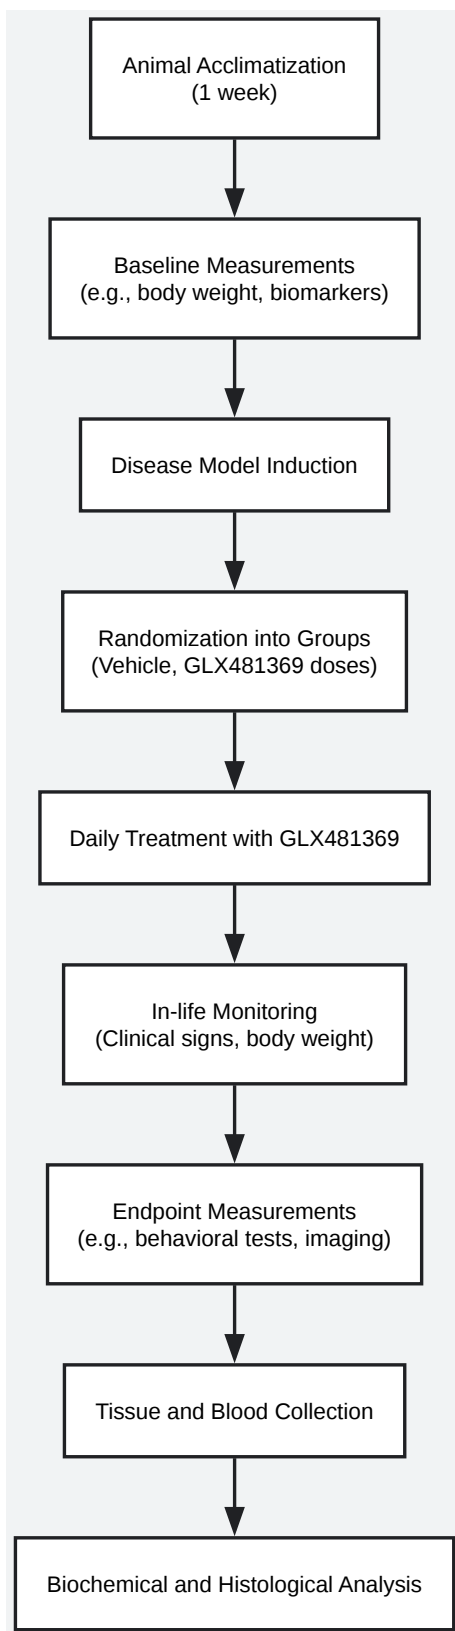 Animal Acclimatization
(1 week)
Baseline Measurements
(e.g., body weight, biomarkers)
Disease Model Induction
Randomization into Groups
(Vehicle, GLX481369 doses)
Daily Treatment with GLX481369
In-life Monitoring
(Clinical signs, body weight)
Endpoint Measurements
(e.g., behavioral tests, imaging)
Tissue and Blood Collection
Biochemical and Histological Analysis